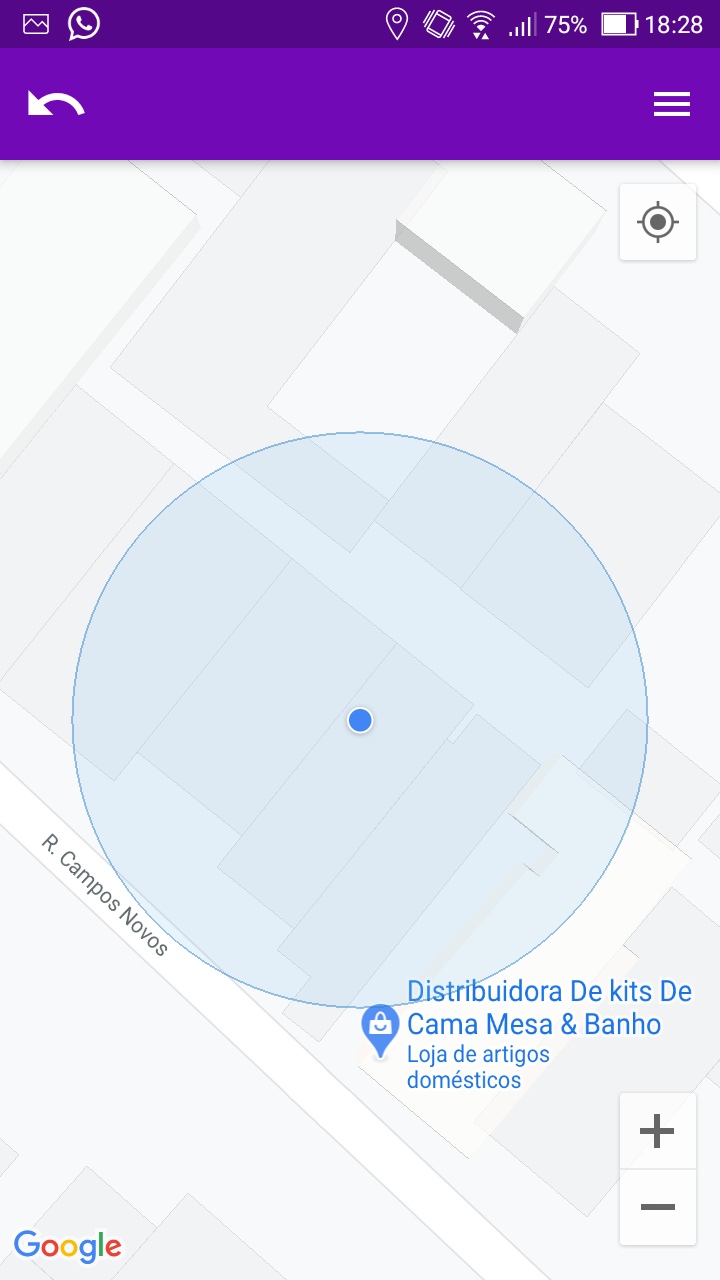 75% 18:28
R. Campos Novos
Distribuidora De kits De
Cama Mesa & Banho
Loja de artigos
domésticos
Google